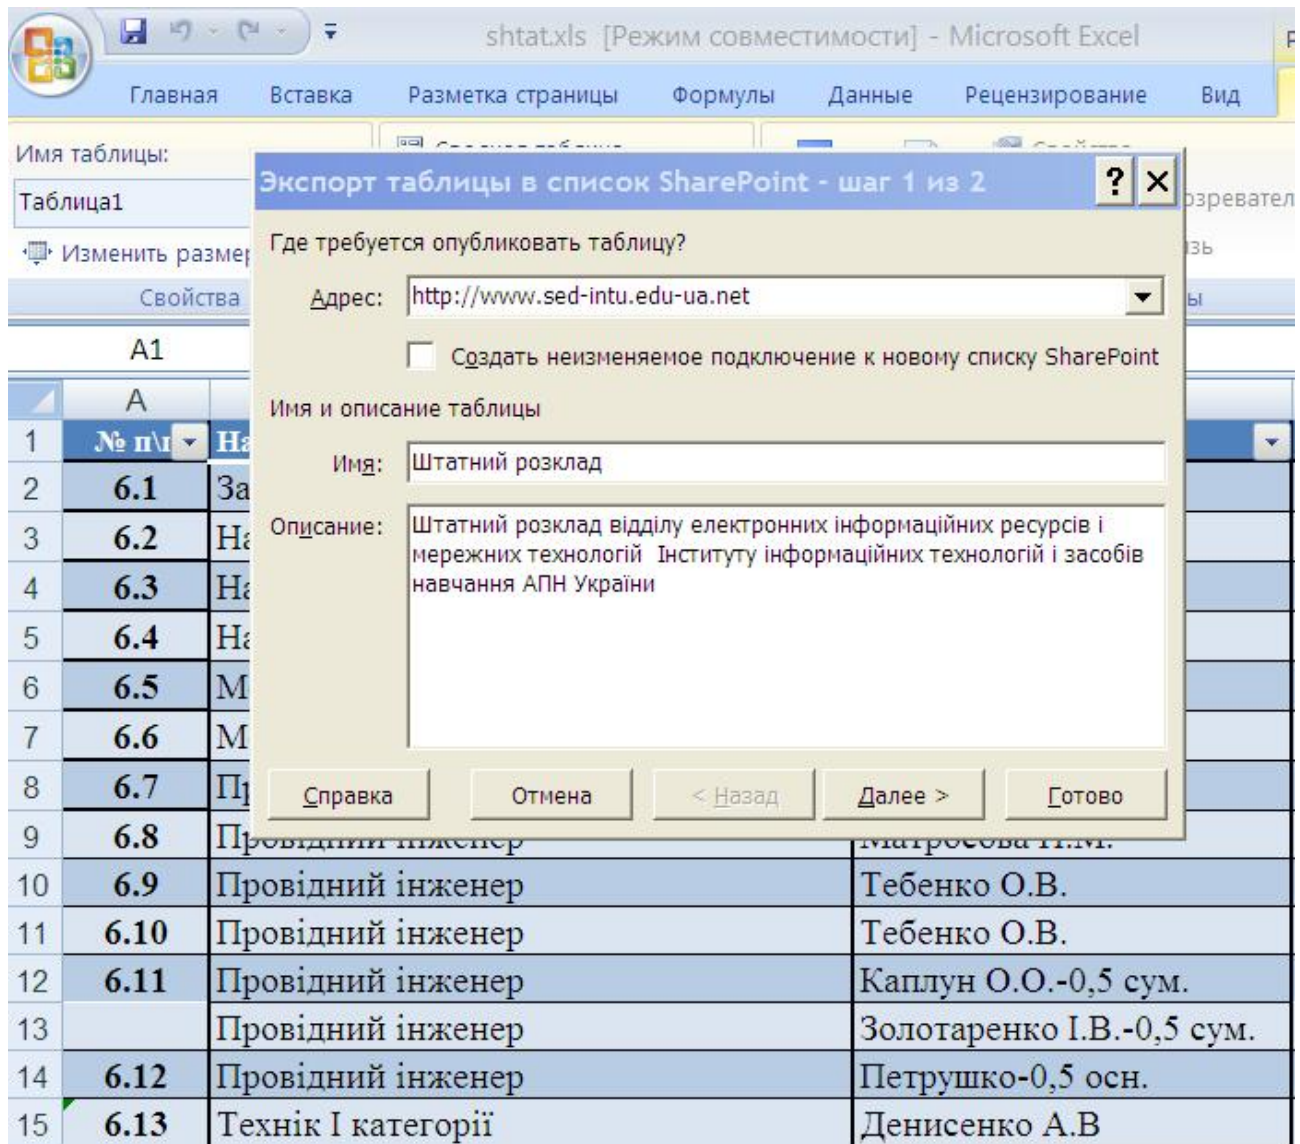 shtat.xls [Режим совместимости] - Microsoft Excel
Главная Вставка Разметка страницы Формулы Данные Рецензирование Вид
Имя таблицы:
Таблица1
Изменить
Свойства
Экспорт таблицы в список SharePoint - шаг 1 из 2
Где требуется опубликовать таблицу?
Адрес: http://www.sed-intu.edu-ua.net
Создать неизменяемое подключение к новому списку SharePoint
Имя и описание таблицы
Имя: Штатний розклад
Описание: Штатний розклад відділу електронних інформаційних ресурсів і
мережних технологій Інституту інформаційних технологій і засобів
навчання АПН України
Справка Отмена < Назад Далее > Готово
A1
A
1 № п\п
2 6.1
3 6.2
4 6.3
5 6.4
6 6.5
7 6.6
8 6.7
9 6.8 Провідний інженер Матросова
10 6.9 Провідний інженер Тебенко О.В.
11 6.10 Провідний інженер Тебенко О.В.
12 6.11 Провідний інженер Каплун О.О.-0,5 сум.
13 Провідний інженер Золотаренко І.В.-0,5 сум.
14 6.12 Провідний інженер Петрушко-0,5 осн.
15 6.13 Технік І категорії Денисенко А.В